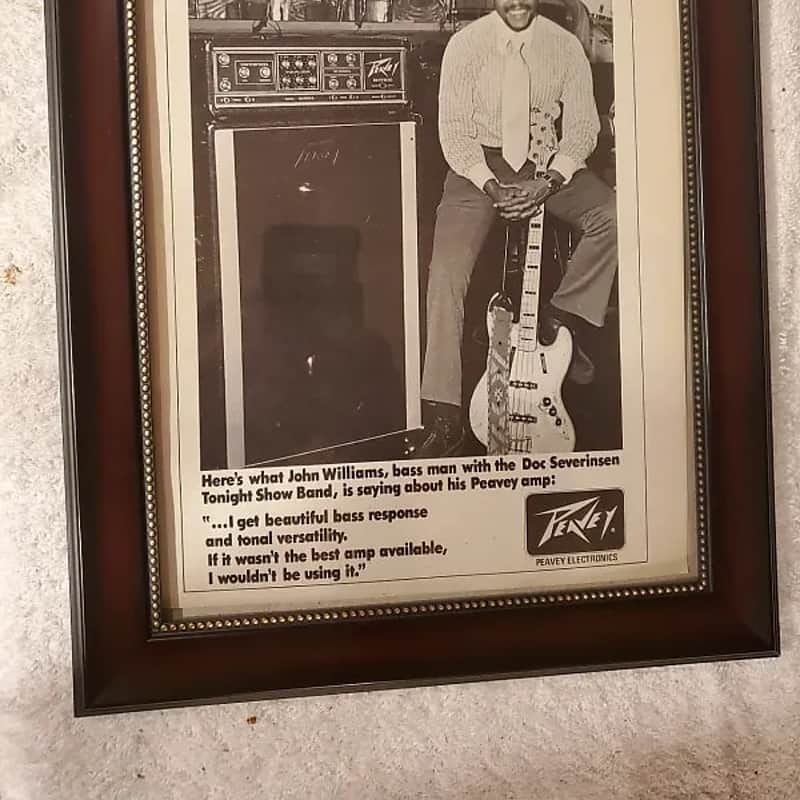 PEAVEY
PEAVEY
Here's what John Williams, bass man with the Doc Severinsen
Tonight Show Band, is saying about his Peavey amp:
"...I get beautiful bass response
and tonal versatility.
If it wasn't the best amp available,
I wouldn't be using it."
PEAVEY®
PEAVEY ELECTRONICS